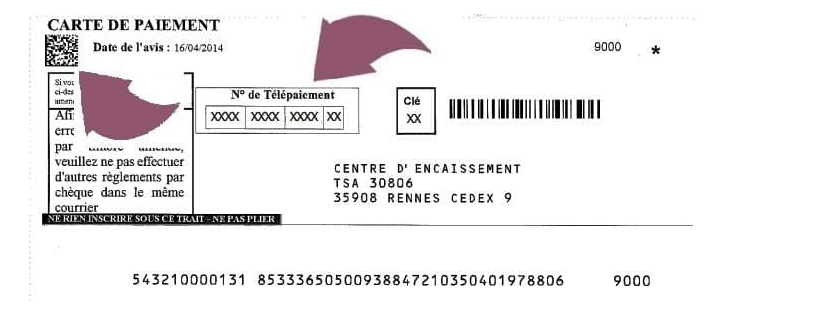 CARTE DE PAIEMENT
Date de l'avis : 16/04/2014
9000 *
Si vou
ci-des
amen
Afi
erre
par amende,
veuillez ne pas effectuer
d'autres règlements par
chèque dans le même
courrier
N° de Télépaiement
XXXX XXXX XXXX XX
Clé
XX
CENTRE D'ENCAISSEMENT
TSA 30806
35908 RENNES CEDEX 9
NE RIEN INSCRIRE SOUS CE TRAIT - NE PAS PLIER
543210000131 853336505009388472103504019788​06 9000